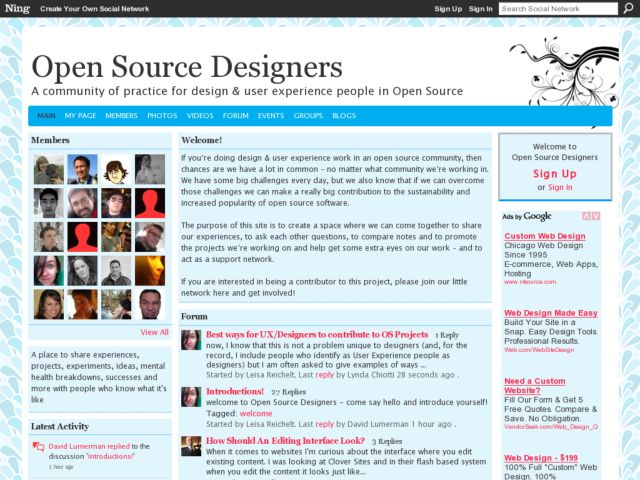 Ning
Create Your Own Social Network
Sign Up
Sign In
Search Social Network
Open Source Designers
A community of practice for design & user experience people in Open Source
MAIN
MY PAGE
MEMBERS
PHOTOS
VIDEOS
FORUM
EVENTS
GROUPS
BLOGS
Members
View All
A place to share experiences,
projects, experiments, ideas, mental
health breakdowns, successes and
more with people who know what it's
like
Latest Activity
David Lumerman replied to the
discussion "Introductions!"
1 hour ago
Welcome!
If you're doing design & user experience work in an open source community, then
chances are we have a lot in common - no matter what community we're working in.
We have some big challenges every day, but we also know that if we can overcome
those challenges we can make a really big contribution to the sustainability and
increased popularity of open source software.
The purpose of this site is to create a space where we can come together to share
our experiences, to ask each other questions, to compare notes and to promote
the projects we're working on and help get some extra eyes on our work - and to
act as a support network.
If you are interested in being a contributor to this project, please join our little
network here and get involved!
Forum
Best ways for UX/Designers to contribute to OS Projects 1 Reply
now, I know that this is not a problem unique to designers (and, for the
record, I include people who identify as User Experience people as
designers) but I am often asked to give examples of ways ...
Started by Leisa Reichelt. Last reply by Lynda Chiotti 28 seconds ago .
Introductions! 27 Replies
welcome to Open Source Designers - come say hello and introduce yourself!
Tagged: welcome
Started by Leisa Reichelt. Last reply by David Lumerman 1 hour ago .
How Should An Editing Interface Look? 3 Replies
When it comes to websites I'm curious about the interface where you edit
existing content. I was looking at Clover Sites and in their flash based system
when you edit the content it looks just like...
Welcome to
Open Source Designers
Sign Up
or Sign In
Ads by Google
Custom Web Design
Chicago Web Design
Since 1995
E-commerce, Web Apps,
Hosting
www.ntsource.com
Web Design Made Easy
Build Your Site in a
Snap. Easy Design Tools.
Professional Results.
Web.com/WebSiteDesign
Need a Custom
Website?
Fill Our Form & Get 5
Free Quotes. Compare &
Save. No Obligation.
VendorSeek.com/Web_Design_Q
Web Design - $199
100% Full "Custom" Web
Design. 100%